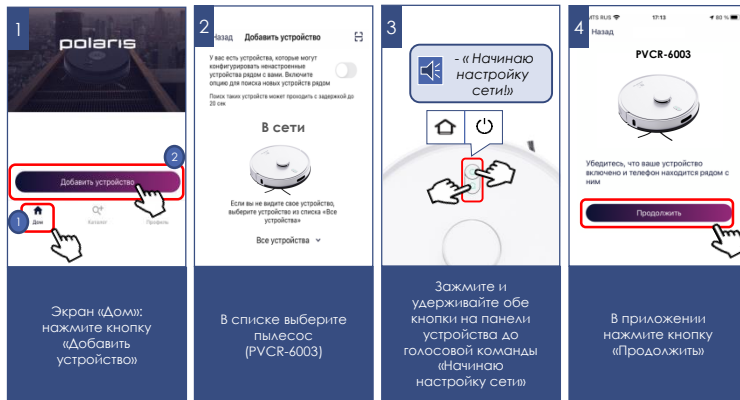 1
polaris
2
Добавить устройство
1
Дом
Каталог
Профиль
Экран «Дом»:
нажмите кнопку
«Добавить
устройство»
2
Назад Добавить устройство
У вас есть устройства, которые могут
конфигурировать ненастроенные
устройства рядом с вами. Включите
опцию для поиска новых устройств рядом
Поиск таких устройств может проходить с задержкой до
20 сек
В сети
Если вы не видите свое устройство,
выберите устройство из списка «Все
устройства»
Все устройства
В списке выберите
пылесос
(PVCR-6003)
3
- «Начинаю
настройку
сети!»
Зажмите и
удерживайте обе
кнопки на панели
устройства до
голосовой команды
«Начинаю
настройку сети»
4
MTS RUS 17:13 80 %
Назад
PVCR-6003
Убедитесь, что ваше устройство
включено и телефон находится рядом с
ним
Продолжить
В приложении
нажмите кнопку
«Продолжить»